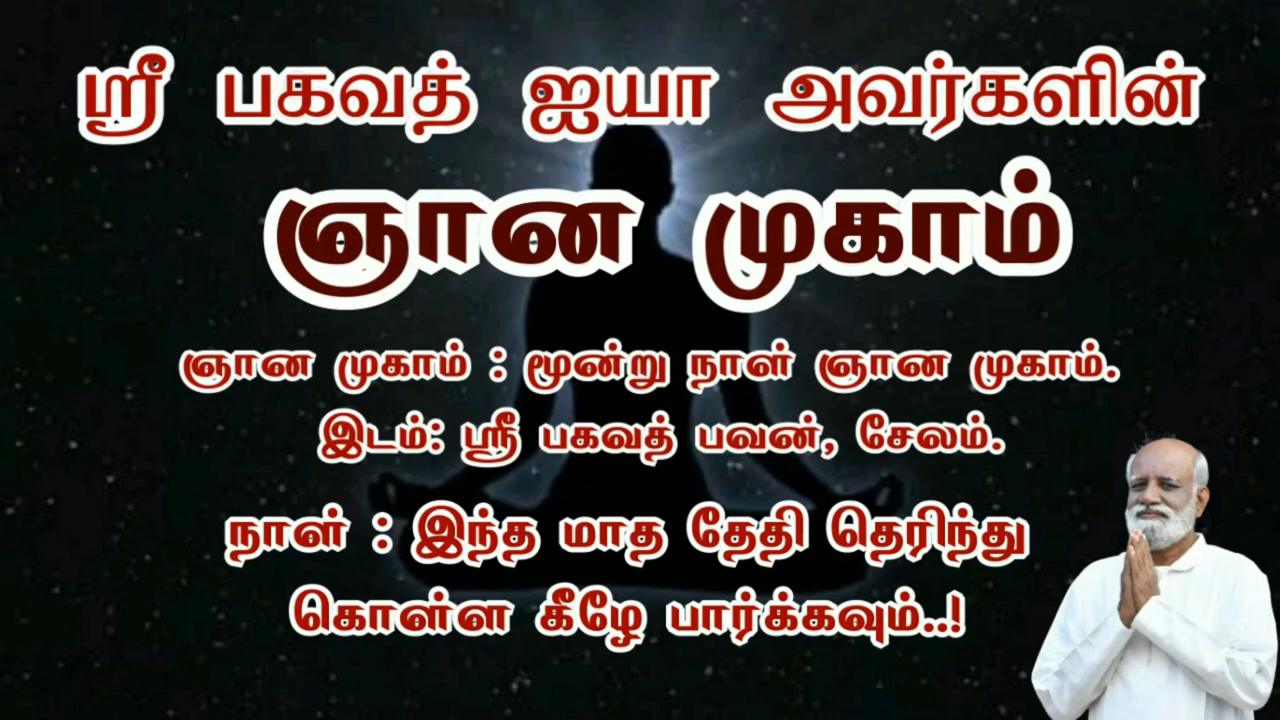 ஸ்ரீ பகவத் ஐயா அவர்களின்
ஞான முகாம்
ஞான முகாம் : மூன்று நாள் ஞான முகாம்.
இடம்: ஸ்ரீ பகவத் பவன், சேலம்.
நாள் : இந்த மாத தேதி தெரிந்து
கொள்ள கீழே பார்க்கவும்..!